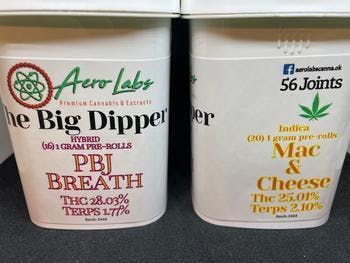 Aero Labs
Premium Cannabis & Extracts
he Big Dipper
HYBRID
(16) 1 GRAM PRE-ROLLS
PBJ
BREATH
THC 28.03%
TERPS 1.77%
aerolabscanna.ok
56 Joints
per
Indica
(20) 1 gram pre-rolls
Mac
&
Cheese
Thc 25.01%
Terps 2.10%